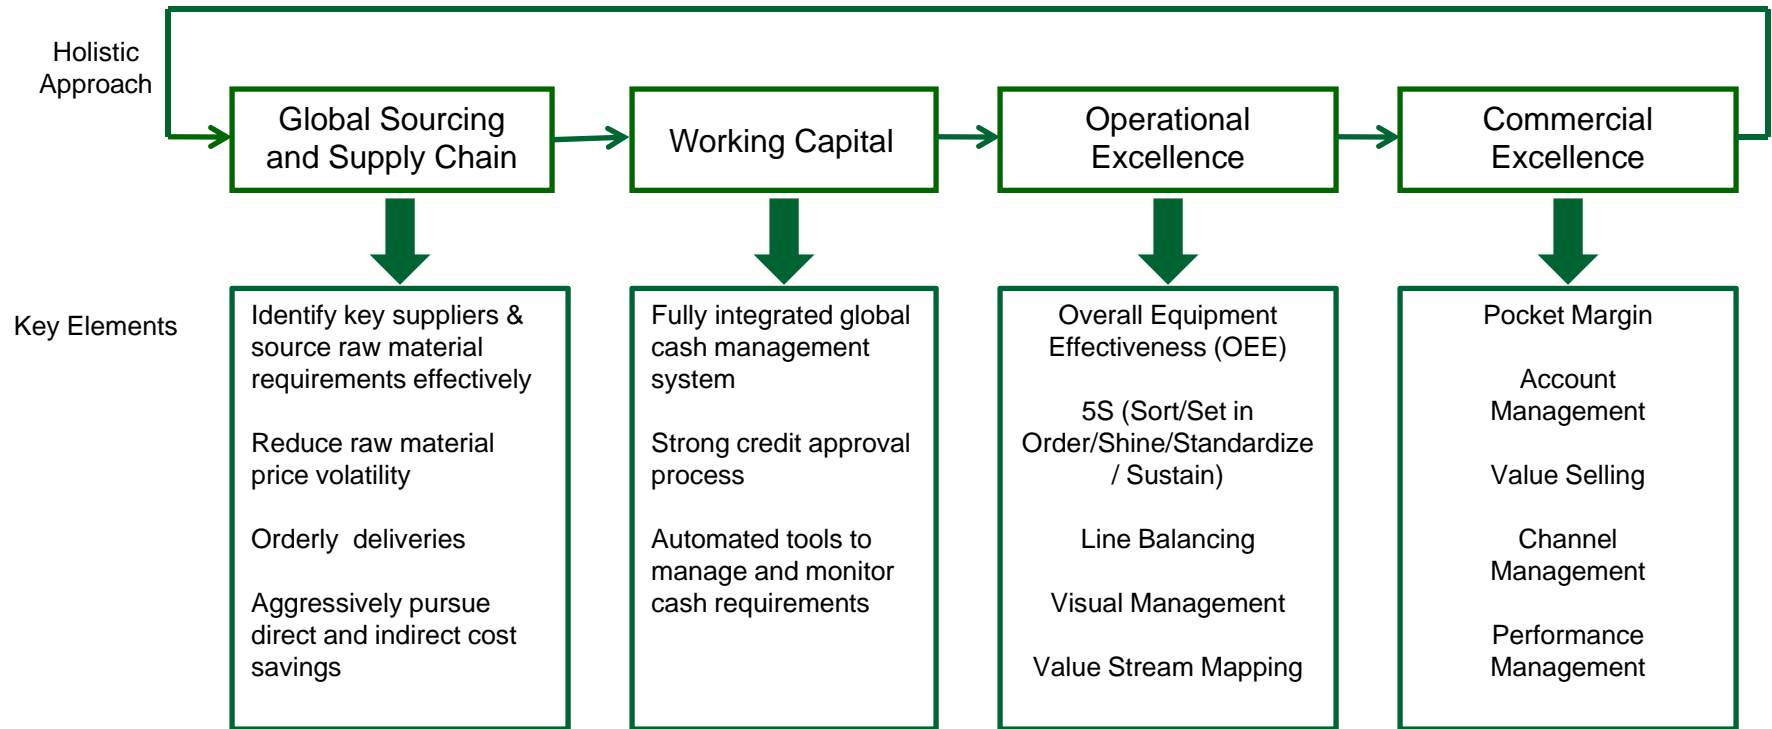 Holistic
Approach
Global Sourcing
and Supply Chain
Working Capital
Operational
Excellence
Commercial
Excellence
Key Elements
Identify key suppliers &
source raw material
requirements effectively
Reduce raw material
price volatility
Orderly  deliveries
Aggressively pursue
direct and indirect cost
savings
Fully integrated global
cash management
system
Strong credit approval
process
Automated tools to
manage and monitor
cash requirements
Overall Equipment
Effectiveness (OEE)
5S (Sort/Set in
Order/Shine/Standardize
/ Sustain)
Line Balancing
Visual Management
Value Stream Mapping
Pocket Margin
Account
Management
Value Selling
Channel
Management
Performance
Management